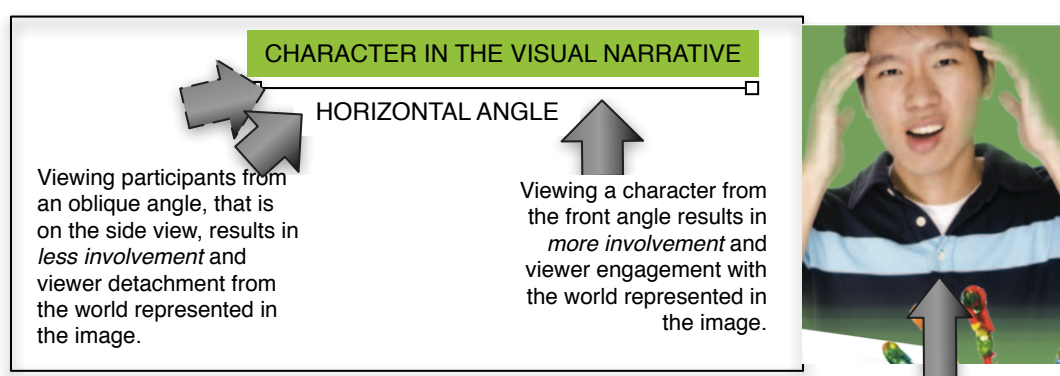 CHARACTER IN THE VISUAL NARRATIVE
HORIZONTAL ANGLE
Viewing participants from
an oblique angle, that is
on the side view, results in
less involvement and
viewer detachment from
the world represented in
the image.
Viewing a character from
the front angle results in
more involvement and
viewer engagement with
the world represented in
the image.